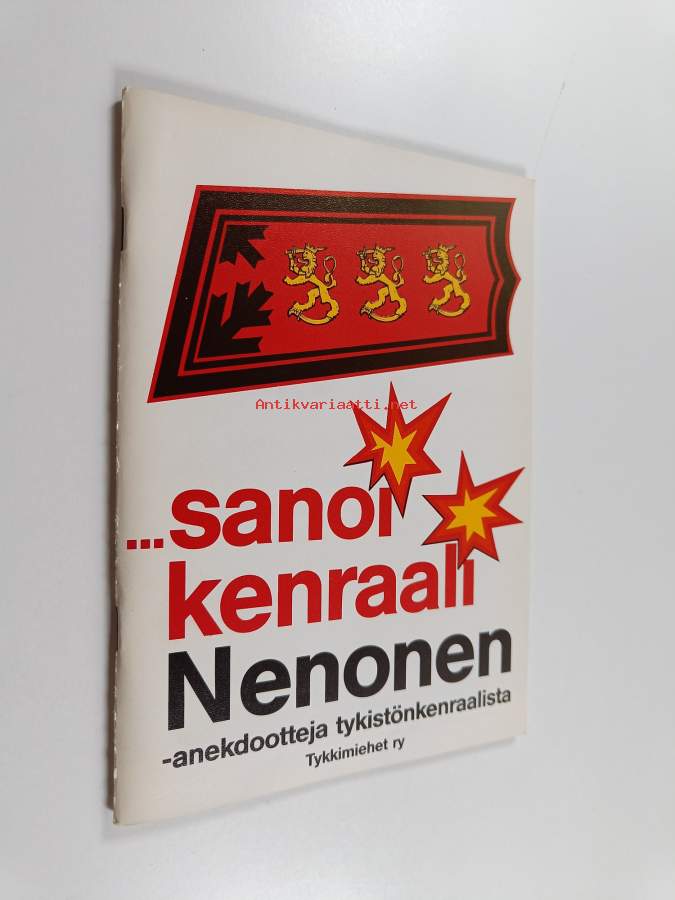 Antikvariaatti.net
...sanoi
kenraali
Nenonen
-anekdootteja tykistönkenraalista
Tykkimiehet ry